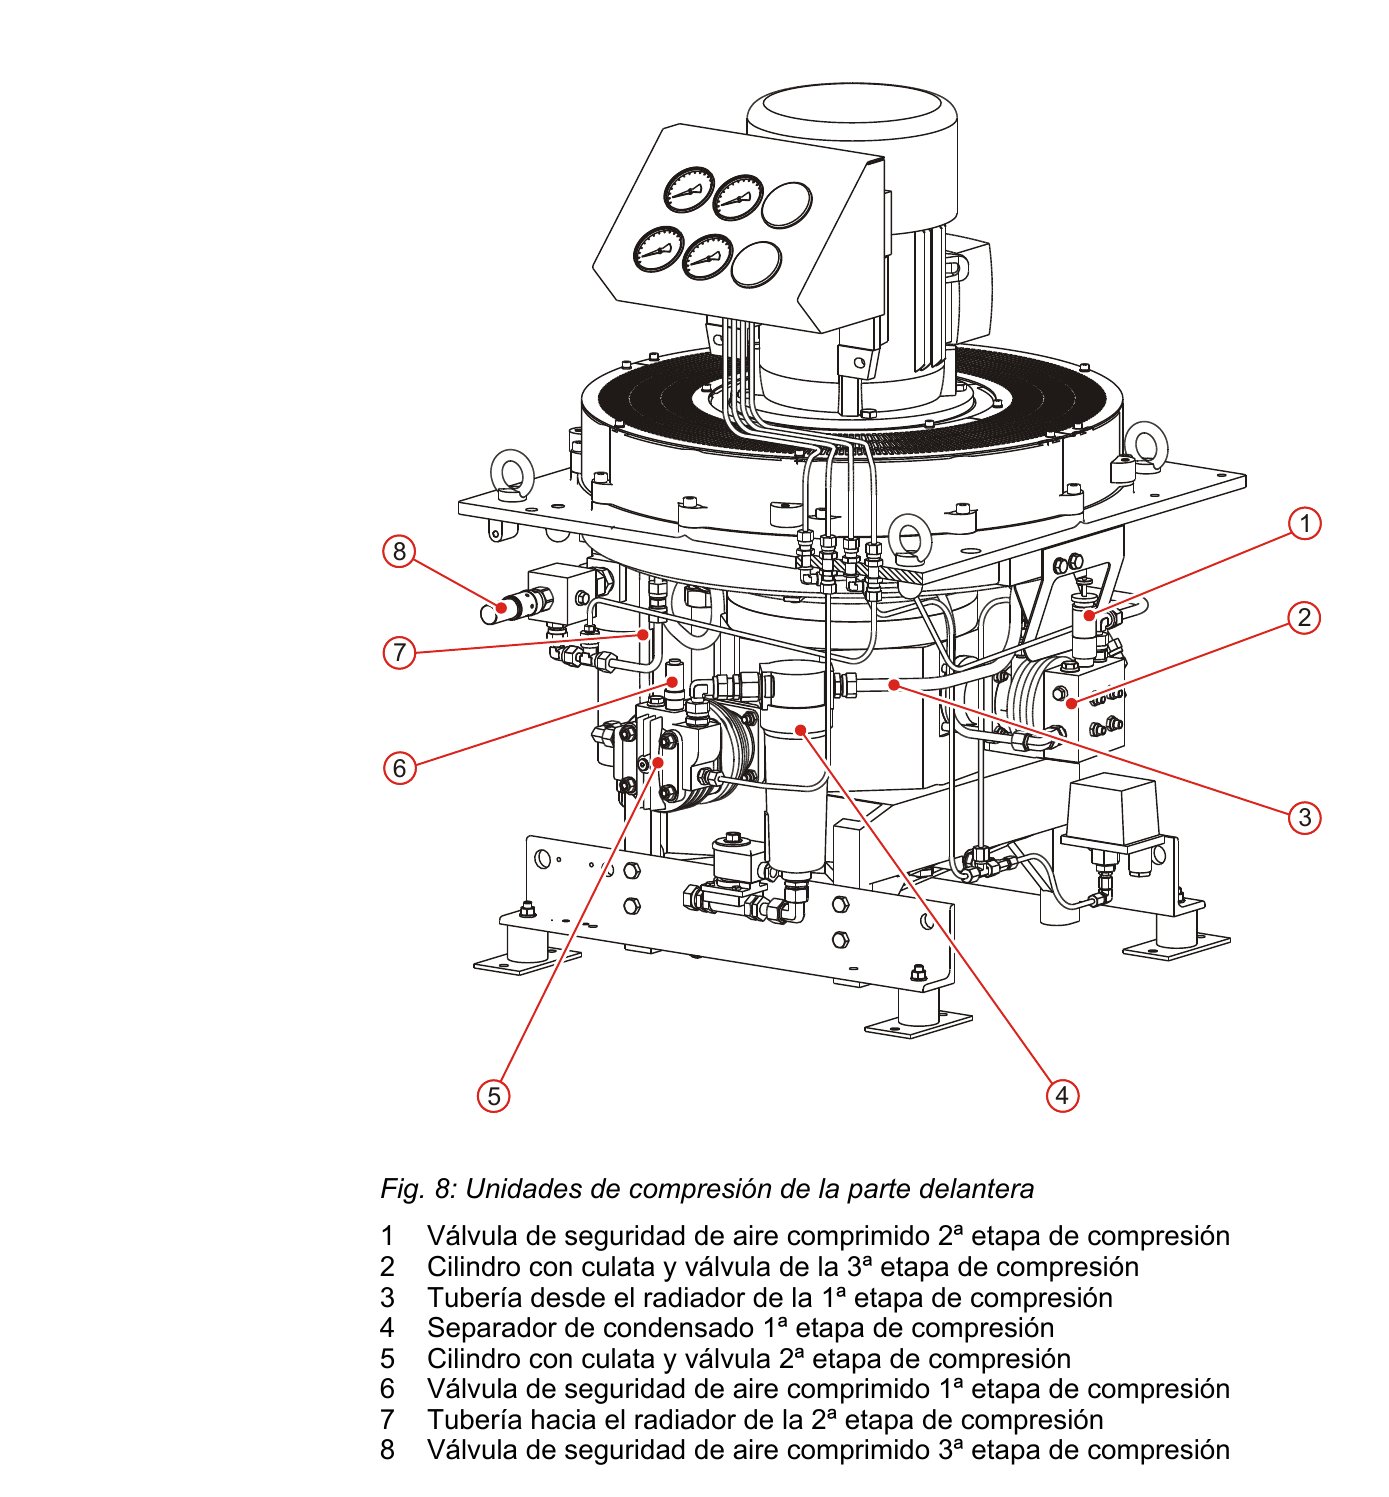 1
8
2
7
6
3
5
4
Fig. 8: Unidades de compresión de la parte delantera
1 Válvula de seguridad de aire comprimido 2ª etapa de compresión
2 Cilindro con culata y válvula de la 3ª etapa de compresión
3 Tubería desde el radiador de la 1ª etapa de compresión
4 Separador de condensado 1ª etapa de compresión
5 Cilindro con culata y válvula 2ª etapa de compresión
6 Válvula de seguridad de aire comprimido 1ª etapa de compresión
7 Tubería hacia el radiador de la 2ª etapa de compresión
8 Válvula de seguridad de aire comprimido 3ª etapa de compresión